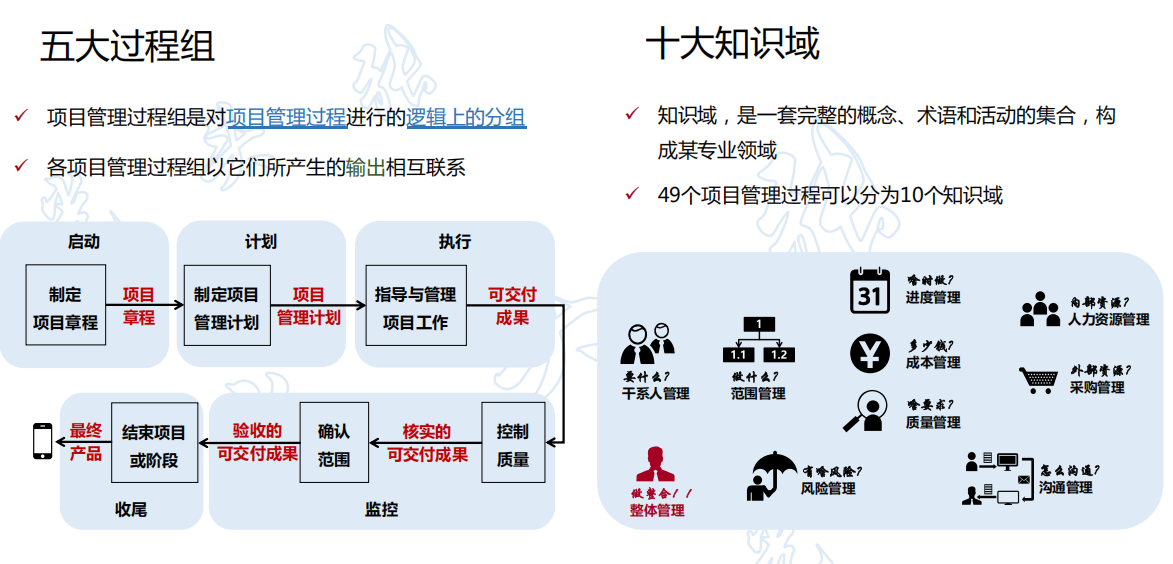 五大过程组
✓ 项目管理过程组是对项目管理过程进行的逻辑上的分组
✓ 各项目管理过程组以它们所产生的输出相互联系
启动
制定
项目章程
项目
章程
计划
制定项目
管理计划
项目
管理计划
执行
指导与管理
项目工作
可交付
成果
控制
质量
核实的
可交付成果
确认
范围
监控
验收的
可交付成果
结束项目
或阶段
收尾
最终
产品
十大知识域
✓ 知识域，是一套完整的概念、术语和活动的集合，构
成某专业领域
✓ 49个项目管理过程可以分为10个知识域
要什么?
干系人管理
1
1.1
1.2
做什么?
范围管理
31
啥时做?
进度管理
¥
多少钱?
成本管理
啥要求?
质量管理
内部资源?
人力资源管理
外部资源?
采购管理
做整合!!
整体管理
有啥风险?
风险管理
怎么沟通?
沟通管理